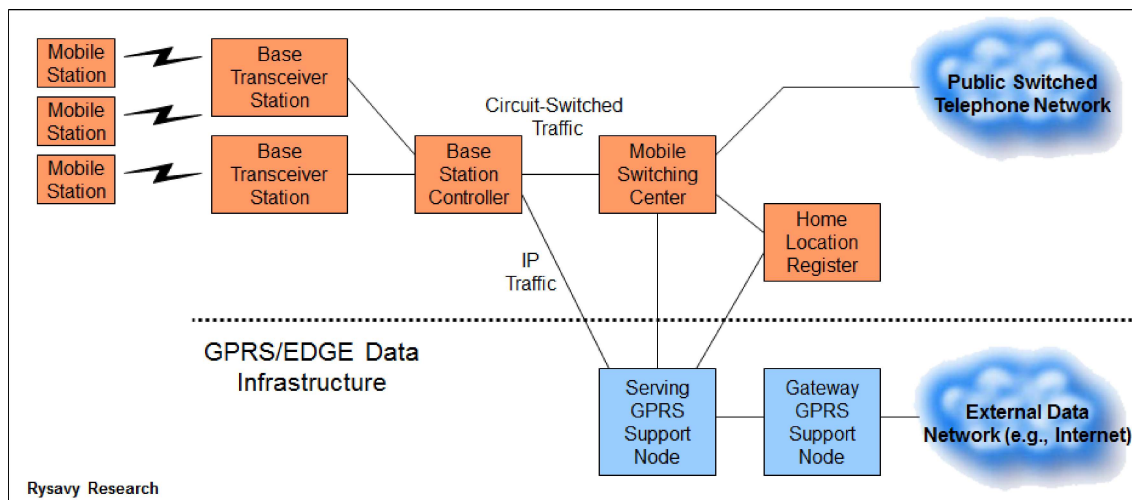 Mobile
Station
Mobile
Station
Mobile
Station
Base
Transceiver
Station
Base
Transceiver
Station
Base
Station
Controller
Circuit-Switched
Traffic
Mobile
Switching
Center
Public Switched
Telephone Network
Home
Location
Register
IP
Traffic
GPRS/EDGE Data
Infrastructure
Serving
GPRS
Support
Node
Gateway
GPRS
Support
Node
External Data
Network (e.g., Internet)
Rysavy Research